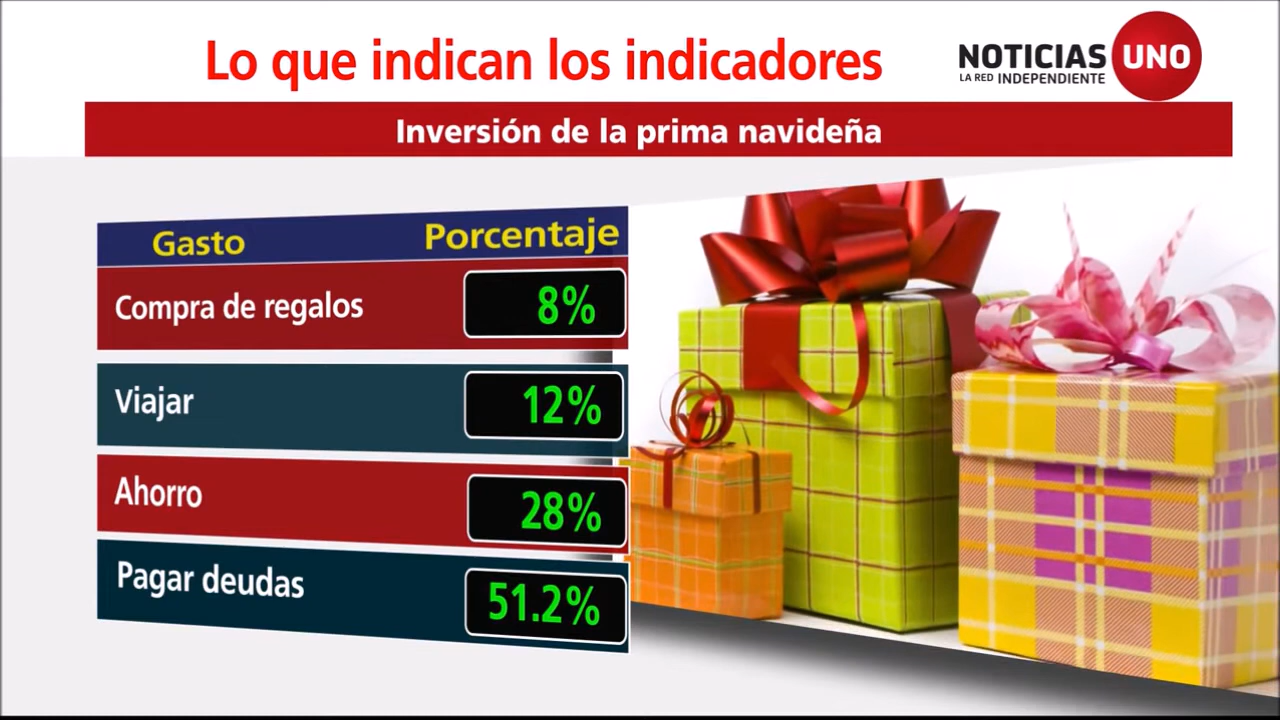 Lo que indican los indicadores
NOTICIAS UNO
LA RED INDEPENDIENTE
Inversión de la prima navideña
Gasto Porcentaje
Compra de regalos 8%
Viajar 12%
Ahorro 28%
Pagar deudas 51.2%